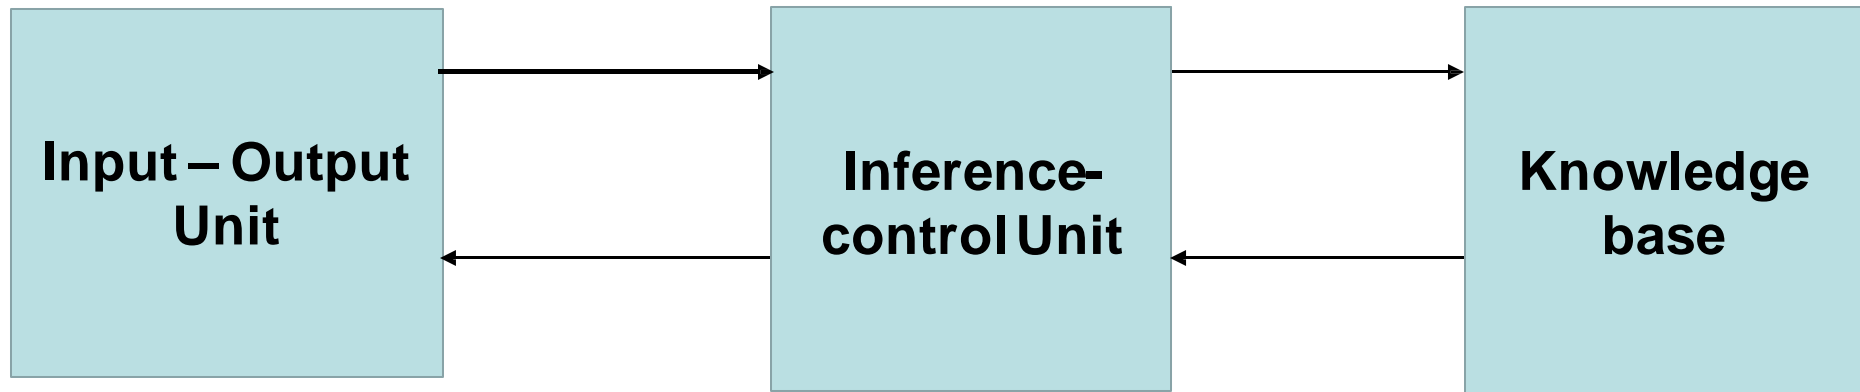 Input – Output
Unit
Inference-
control Unit
Knowledge
base